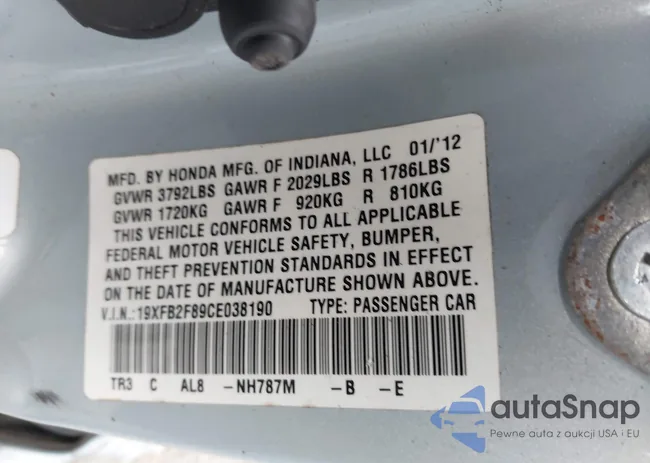 MFD. BY HONDA MFG. OF INDIANA, LLC 01/'12
GVWR 3792LBS GAWR F 2029LBS R 1786LBS
GVWR 1720KG GAWR F 920KG R 810KG
THIS VEHICLE CONFORMS TO ALL APPLICABLE
FEDERAL MOTOR VEHICLE SAFETY, BUMPER,
AND THEFT PREVENTION STANDARDS IN EFFECT
ON THE DATE OF MANUFACTURE SHOWN ABOVE.
V.I.N.:19XFB2F89CE038190 TYPE: PASSENGER CAR
TR3 C AL8 -NH787M -B -E
autaSnap
Pewne auta z aukcji USA i EU